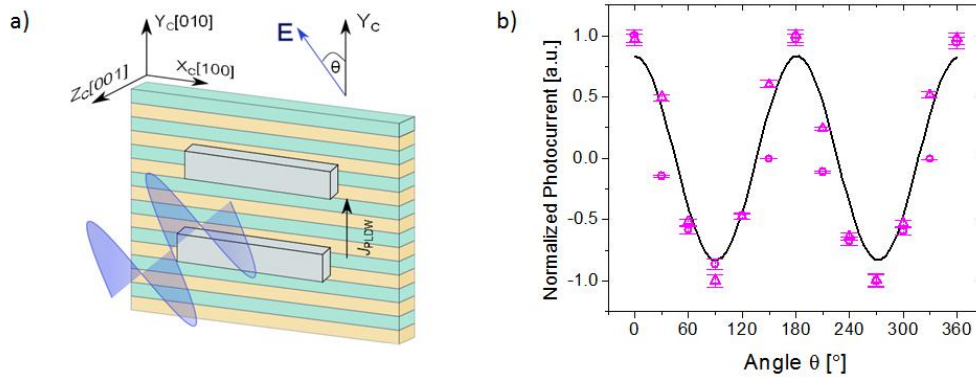 a)
Y_C[010]
E
θ
Y_C
X_C[100]
Z_C[001]
J_PLDW
b)
Normalized Photocurrent [a.u.]
1.0
0.5
0.0
-0.5
-1.0
0 60 120 180 240 300 360
Angle θ [°]